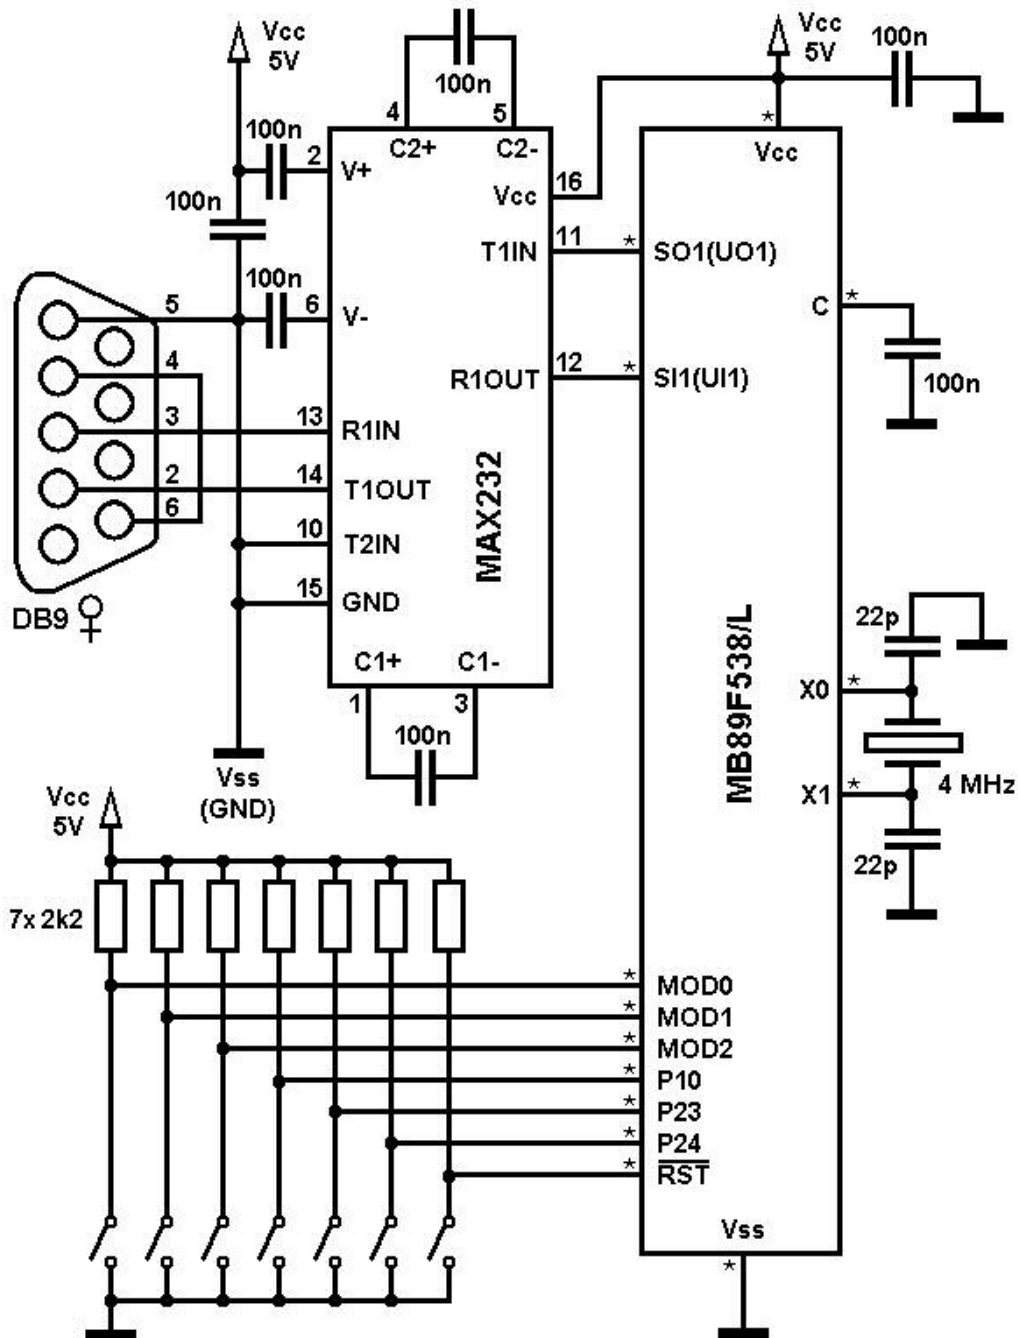 Vcc
5V
100n
Vcc
5V
100n
4
5
C2+
C2-
*
Vcc
100n
2
V+
16
Vcc
100n
11
T1IN
*
SO1(UO1)
100n
6
V-
5
C
*
100n
4
12
R1OUT
*
SI1(UI1)
3
13
R1IN
2
14
T1OUT
6
10
T2IN
15
GND
MAX232
DB9 ♀
C1+
C1-
1
3
100n
Vss
(GND)
MB89F538/L
22p
X0
*
X1
*
4 MHz
22p
Vcc
5V
7x 2k2
*
MOD0
*
MOD1
*
MOD2
*
P10
*
P23
*
P24
*
RST
Vss
*